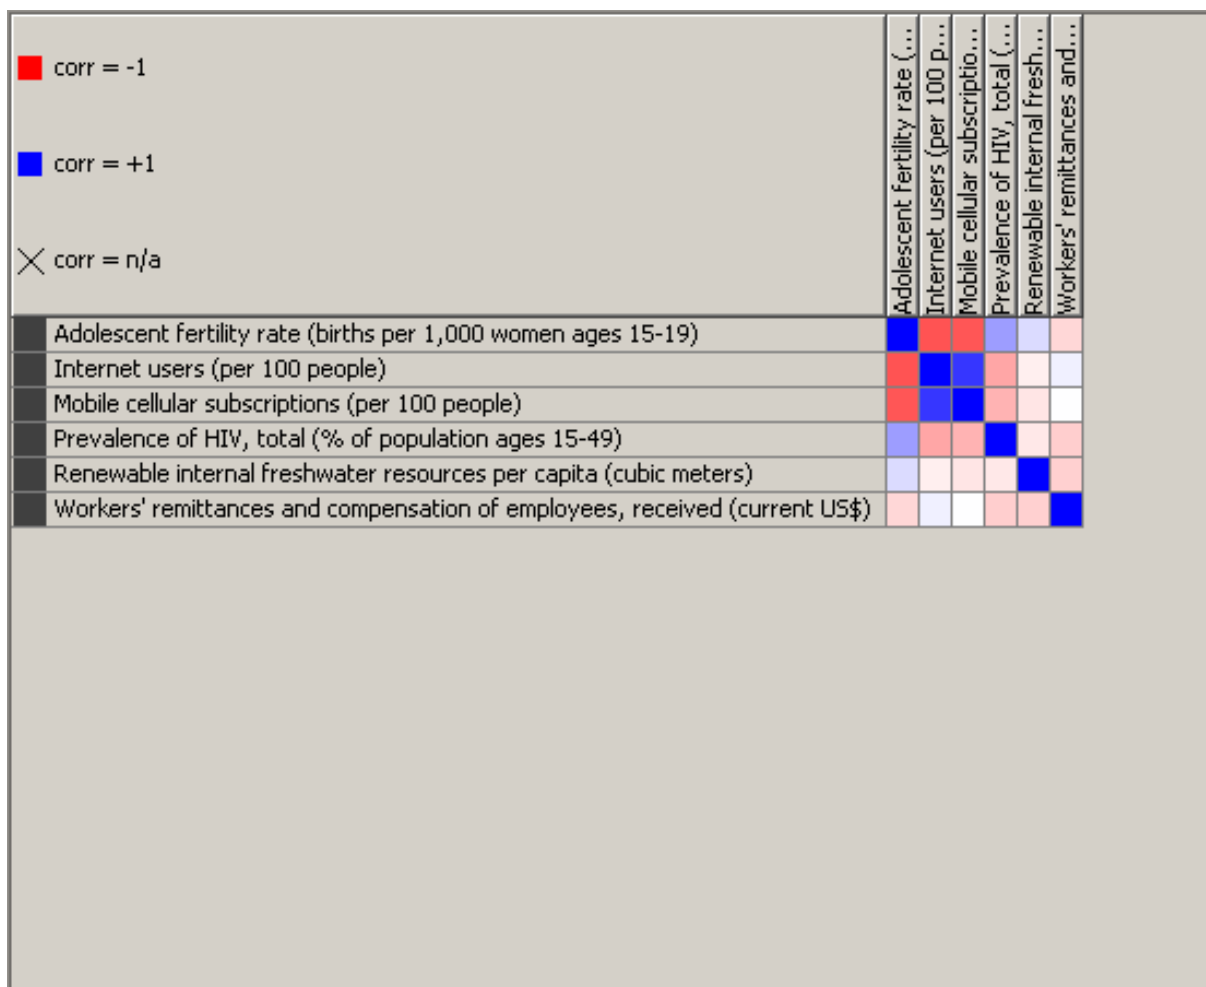 corr = -1
corr = +1
corr = n/a
Adolescent fertility rate (...
Internet users (per 100 p...
Mobile cellular subscriptio...
Prevalence of HIV, total (...
Renewable internal fresh...
Workers' remittances and...
Adolescent fertility rate (births per 1,000 women ages 15-19)
Internet users (per 100 people)
Mobile cellular subscriptions (per 100 people)
Prevalence of HIV, total (% of population ages 15-49)
Renewable internal freshwater resources per capita (cubic meters)
Workers' remittances and compensation of employees, received (current US$)